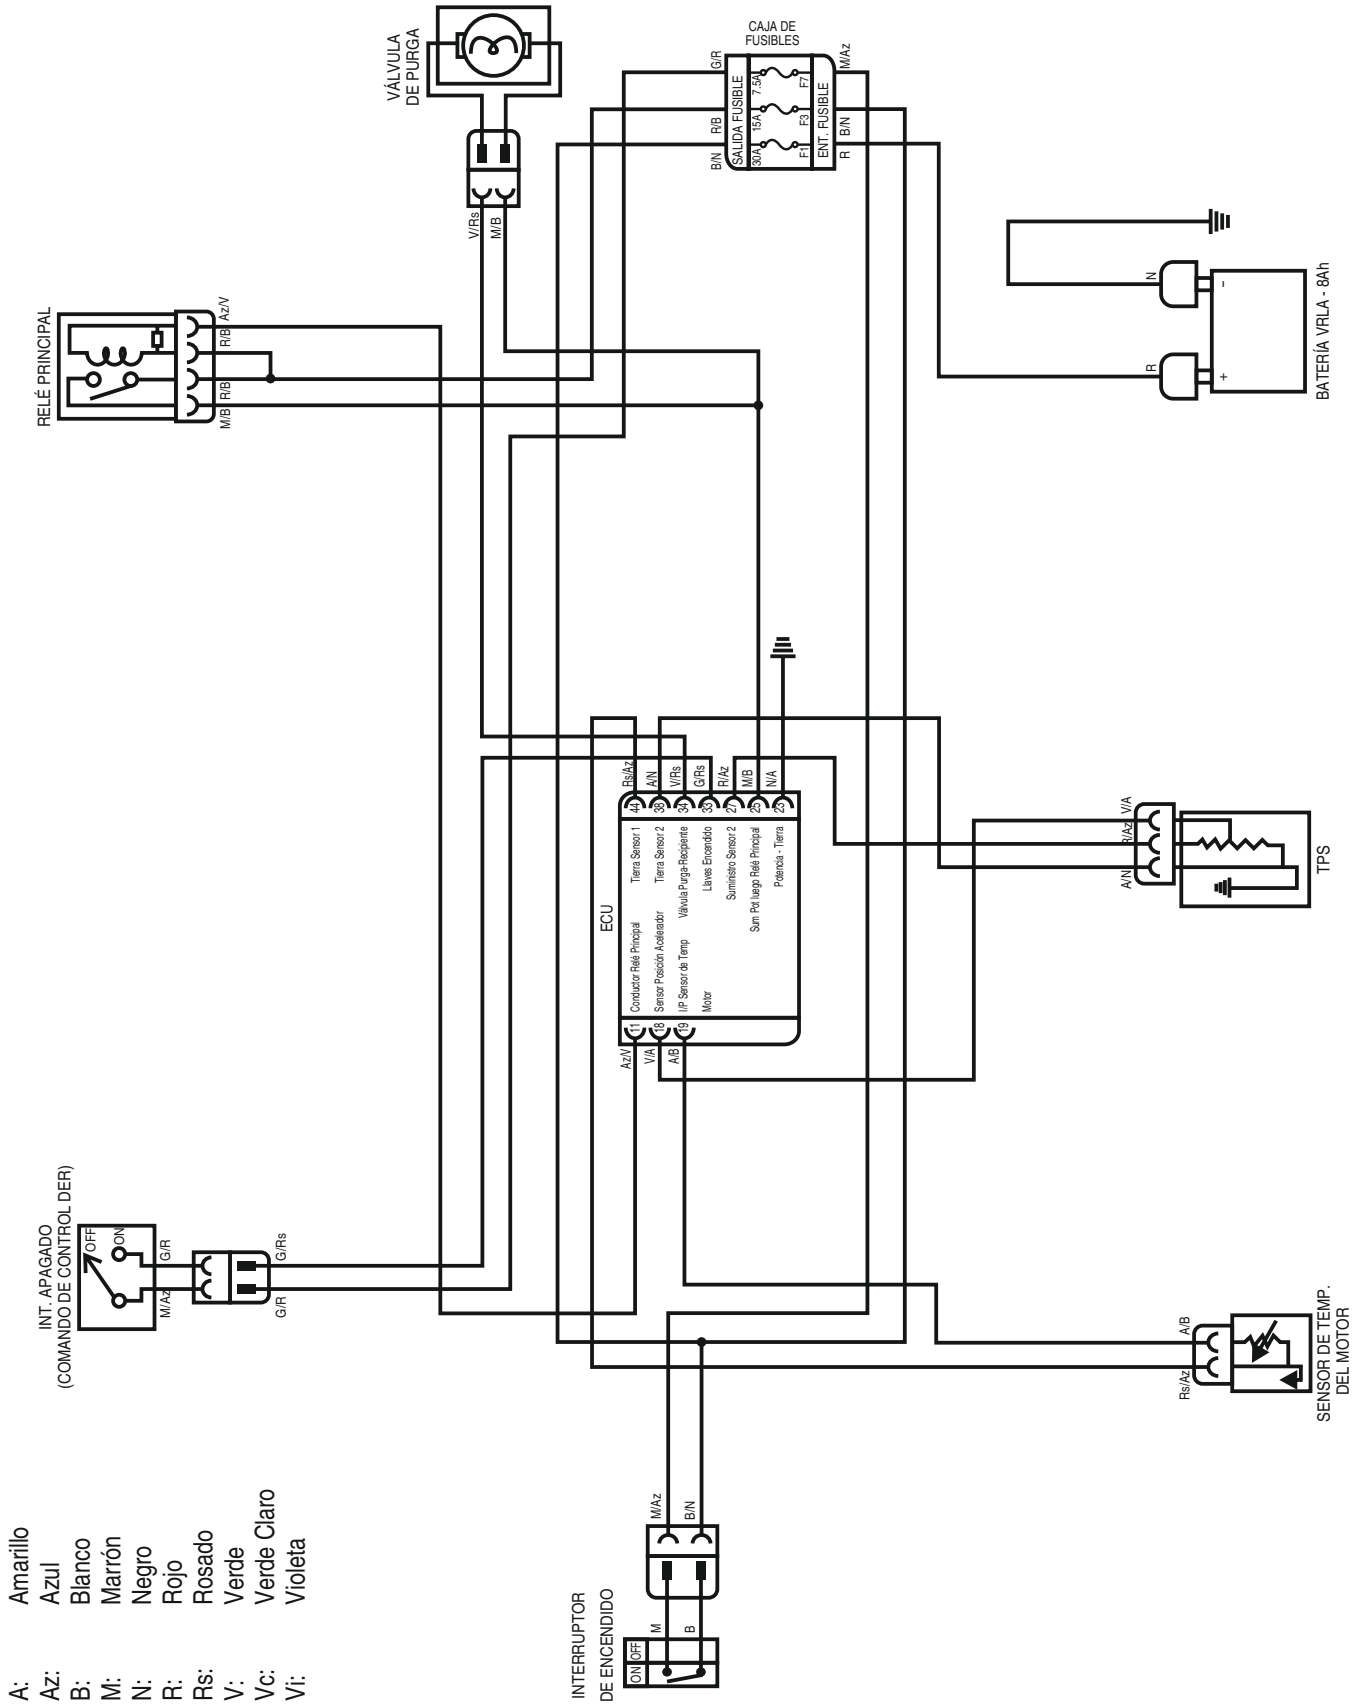 A: Amarillo
Az: Azul
B: Blanco
M: Marrón
N: Negro
R: Rojo
Rs: Rosado
V: Verde
Vc: Verde Claro
Vi: Violeta
INTERRUPTOR
DE ENCENDIDO
ON
OFF
M
B
M/Az
B/N
INT. APAGADO
(COMANDO DE CONTROL DER)
OFF
ON
M/Az
G/R
G/R
G/Rs
RELÉ PRINCIPAL
M/B
R/B
R/B
Az/V
VÁLVULA
DE PURGA
V/Rs
M/B
CAJA DE
FUSIBLES
B/N
R/B
G/R
SALIDA FUSIBLE
30A
15A
7.5A
F1
F3
F7
ENT. FUSIBLE
R
B/N
M/Az
ECU
Az/V
V/A
A/B
11
18
19
Conductor Relé Principal
Sensor Posición Acelerador
I/P Sensor de Temp
Motor
Tierra Sensor 1
Tierra Sensor 2
Válvula Purga-Recipiente
Llaves Encendido
Suministro Sensor 2
Sum Pot luego Relé Principal
Potencia - Tierra
44
38
34
33
27
25
23
Rs/Az
A/N
V/Rs
G/Rs
R/Az
M/B
N/A
SENSOR DE TEMP.
DEL MOTOR
Rs/Az
A/B
TPS
A/N
R/Az
V/A
BATERÍA VRLA - 8Ah
R
N
+
-